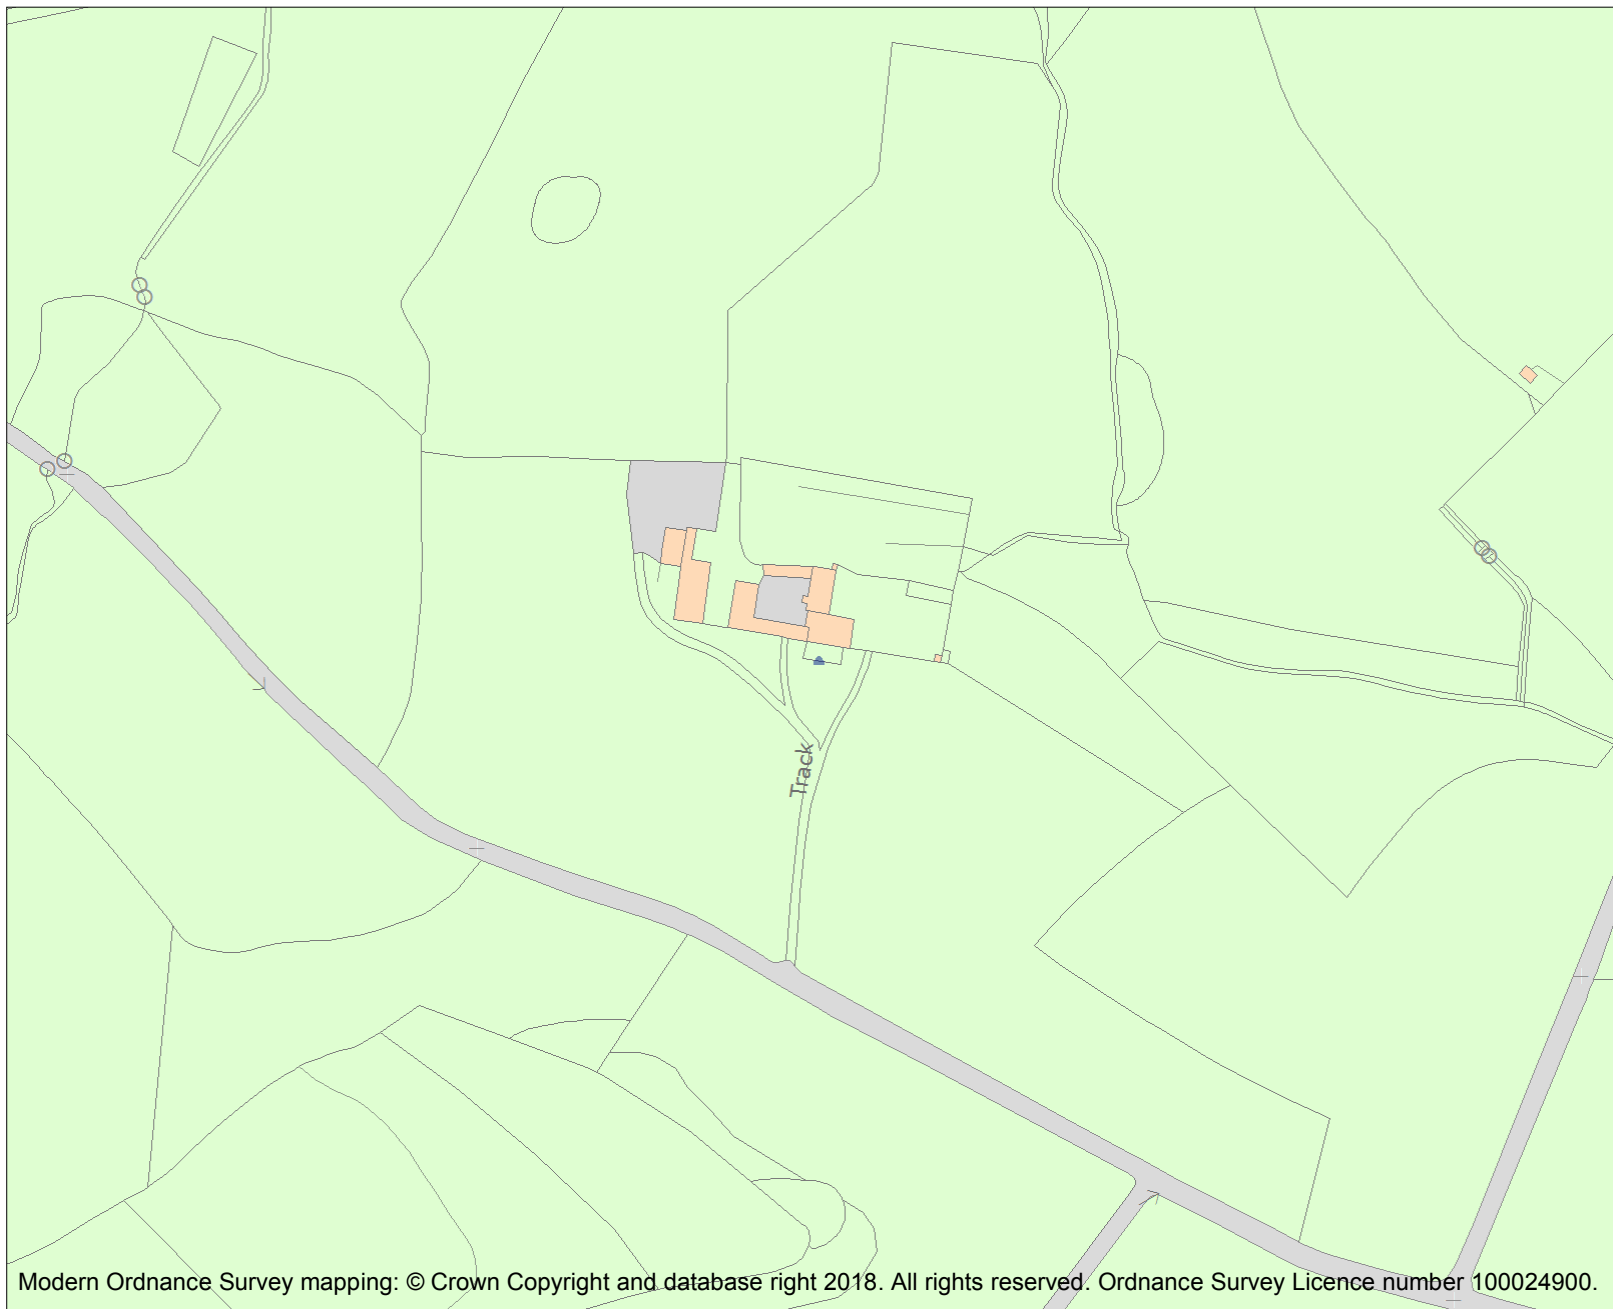 Track
Modern Ordnance Survey mapping: © Crown Copyright and database right 2018. All rights reserved. Ordnance Survey Licence number 100024900.